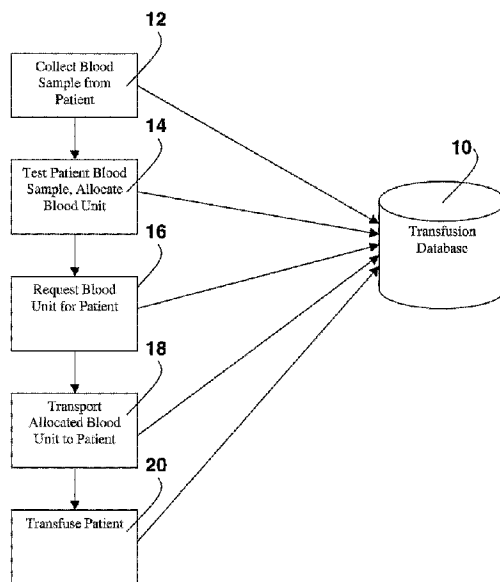 12
Collect Blood
Sample from
Patient
14
Test Patient Blood
Sample, Allocate
Blood Unit
10
Transfusion
Database
16
Request Blood
Unit for Patient
18
Transport
Allocated Blood
Unit to Patient
20
Transfuse Patient